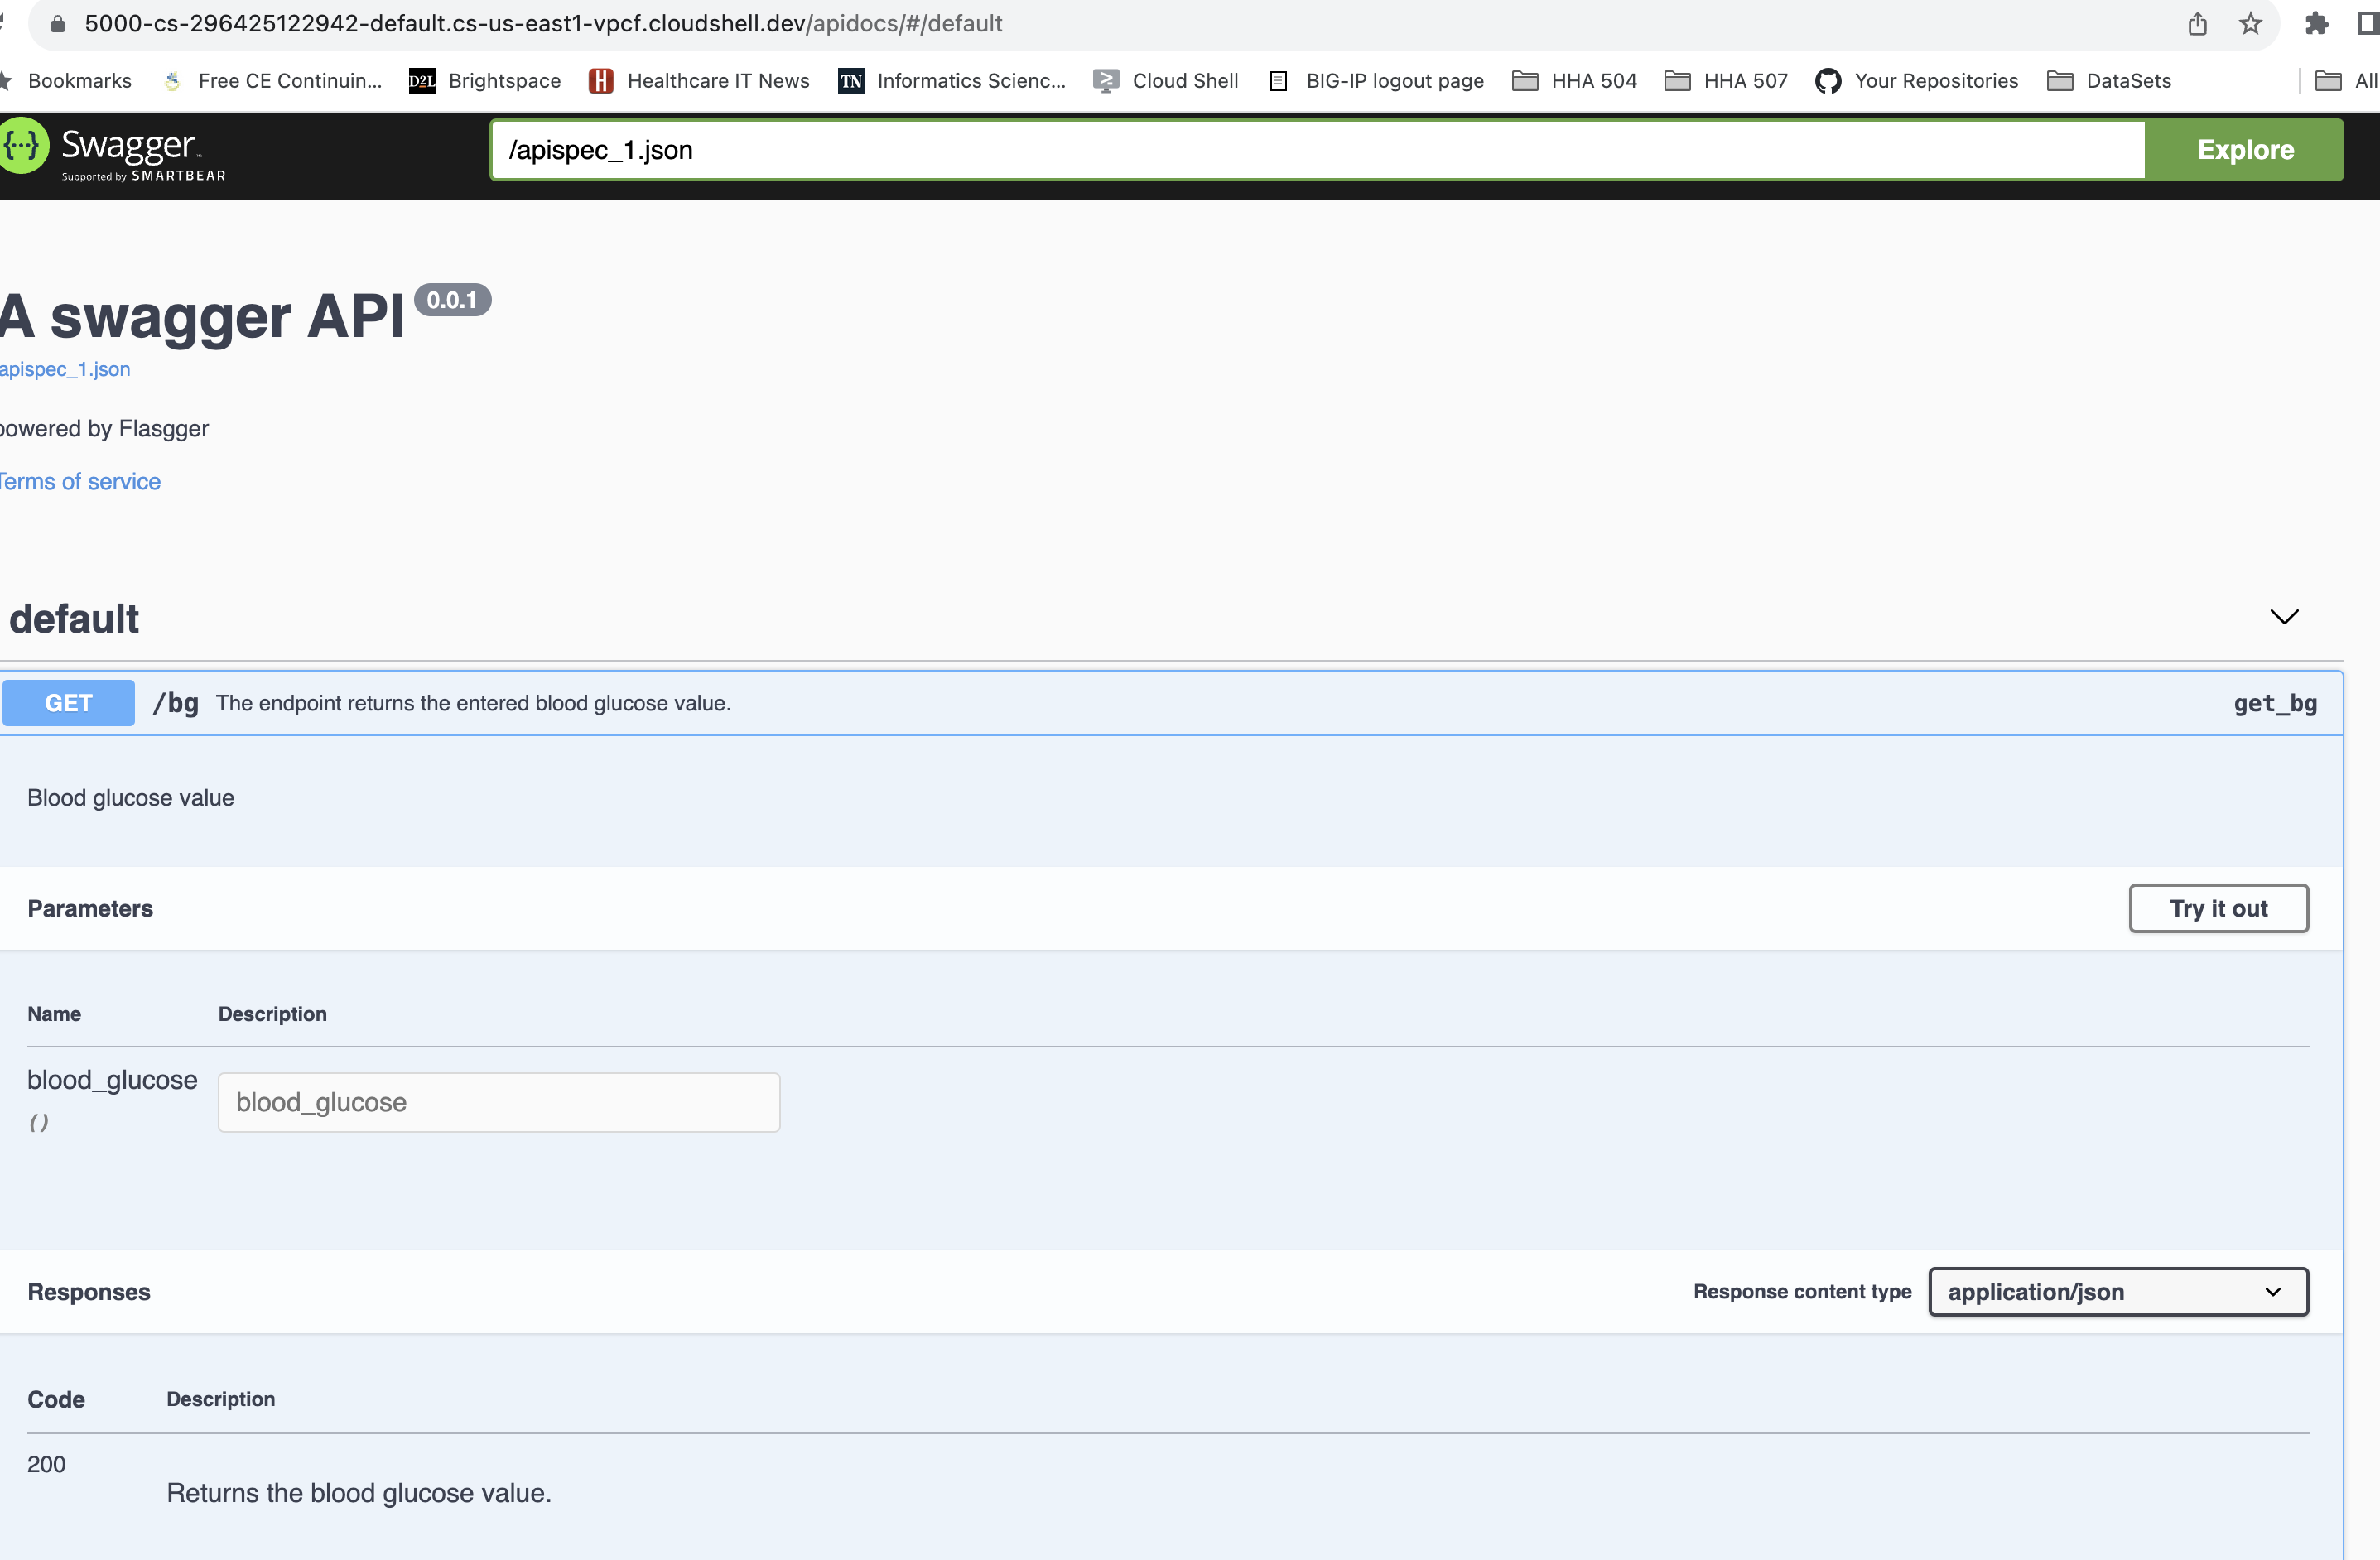 5000-cs-296425122942-default.cs-us-east1-vpcf.cloudshell.dev/apidocs/#/default
Bookmarks Free CE Continuin... D2L Brightspace H Healthcare IT News TN Informatics Scienc... Cloud Shell BIG-IP logout page HHA 504 HHA 507 Your Repositories DataSets All
{···} Swagger™ /apispec_1.json Explore
Supported by SMARTBEAR
A swagger API 0.0.1
apispec_1.json
powered by Flasgger
Terms of service
default
GET /bg The endpoint returns the entered blood glucose value. get_bg
Blood glucose value
Parameters Try it out
Name Description
blood_glucose blood_glucose
()
Responses Response content type application/json
Code Description
200
Returns the blood glucose value.